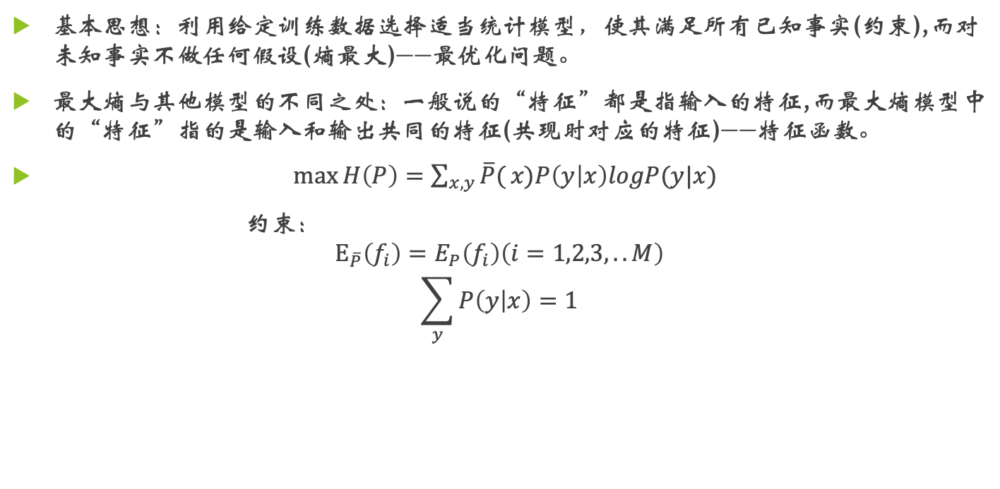 基本思想：利用给定训练数据选择适当统计模型，使其满足所有已知事实(约束),而对
未知事实不做任何假设(熵最大)——最优化问题。
最大熵与其他模型的不同之处：一般说的“特征”都是指输入的特征,而最大熵模型中
的“特征”指的是输入和输出共同的特征(共现时对应的特征)——特征函数。
max H(P) = ∑_{x,y} P̄(x)P(y|x)logP(y|x)
约束：
E_{P̄}(f_i) = E_P(f_i)(i = 1,2,3,..M)
∑_y P(y|x) = 1